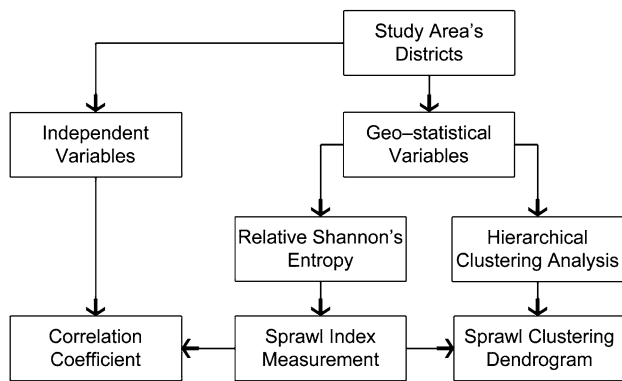 Study Area's
Districts
Independent
Variables
Geo–statistical
Variables
Relative Shannon's
Entropy
Hierarchical
Clustering Analysis
Correlation
Coefficient
Sprawl Index
Measurement
Sprawl Clustering
Dendrogram